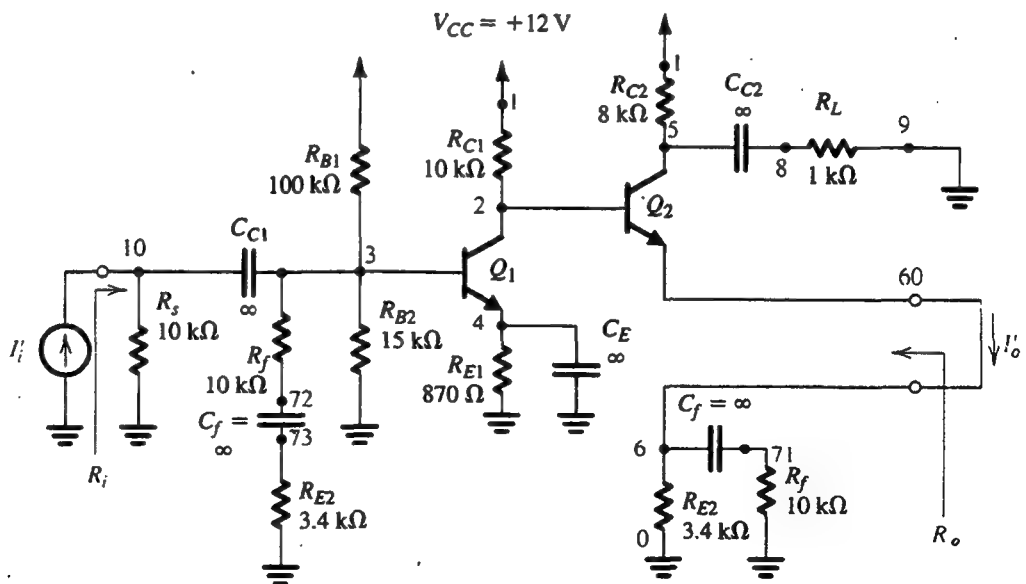 V_CC = +12 V
1
1
R_C2
8 kΩ
C_C2
∞
R_L
1 kΩ
5
8
9
R_B1
100 kΩ
R_C1
10 kΩ
2
Q_2
C_C1
∞
10
3
Q_1
I'_i
R_s
10 kΩ
R_f
10 kΩ
R_B2
15 kΩ
4
R_E1
870 Ω
C_E
∞
60
I'_o
72
C_f =
∞
73
R_i
R_E2
3.4 kΩ
C_f = ∞
6
71
R_E2
3.4 kΩ
0
R_f
10 kΩ
R_o